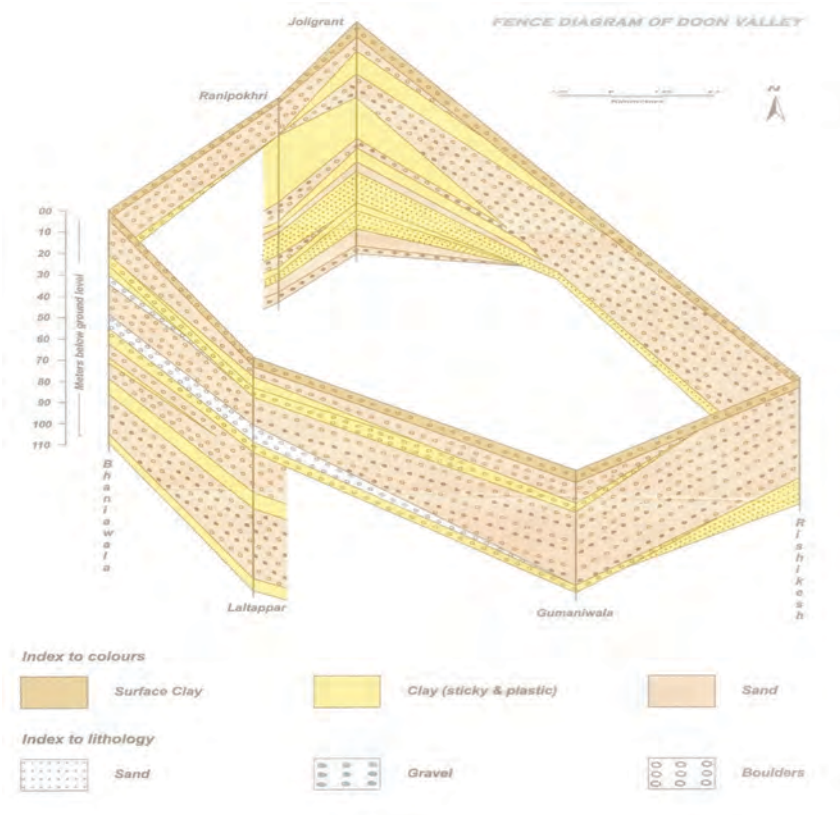 FENCE DIAGRAM OF DOON VALLEY
Joligrant
Ranipokhri
N
00
10
20
30
40
50
60
70
80
90
100
110
Meters below ground level
Bhaniawala
Laltappar
Gumaniwala
Rishikesh
Index to colours
Surface Clay
Clay (sticky & plastic)
Sand
Index to lithology
Sand
Gravel
Boulders